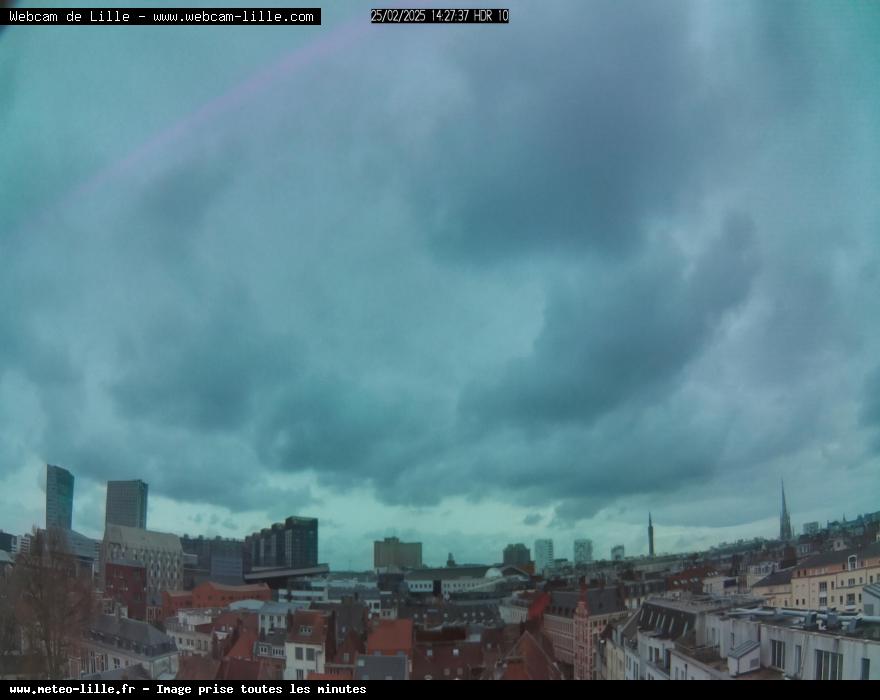 Webcam de Lille - www.webcam-lille.com
25/02/2025 14:27:37 HDR 10
www.meteo-lille.fr - Image prise toutes les minutes